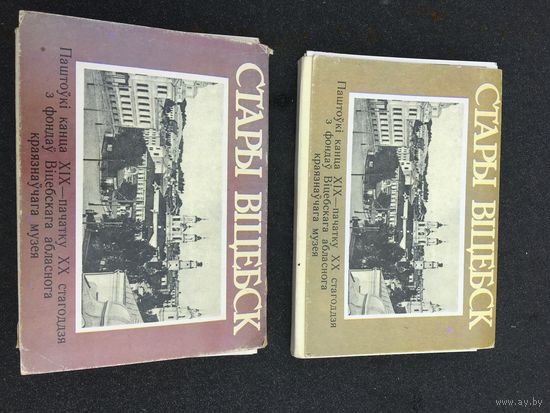 СТАРЫ ВІЦЕБСК
Паштоўкі канца XIX—пачатку XX стагоддзя
з фондаў Віцебскага абласнога
краязнаўчага музея
СТАРЫ ВІЦЕБСК
Паштоўкі канца XIX—пачатку XX стагоддзя
з фондаў Віцебскага абласнога
краязнаўчага музея
www.ay.by